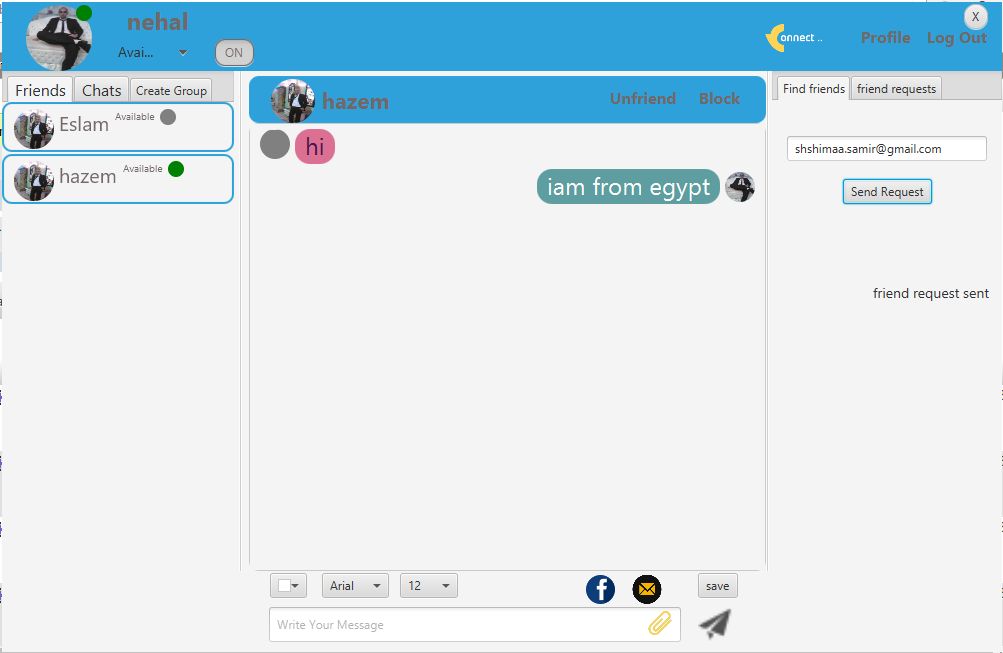 nehal
X
Avai...
ON
onnect ..
Profile
Log Out
Friends
Chats
Create Group
hazem
Unfriend
Block
Find friends
friend requests
Eslam
Available
hazem
Available
hi
iam from egypt
shshimaa.samir@gmail.com
Send Request
friend request sent
Arial
12
f
save
Write Your Message